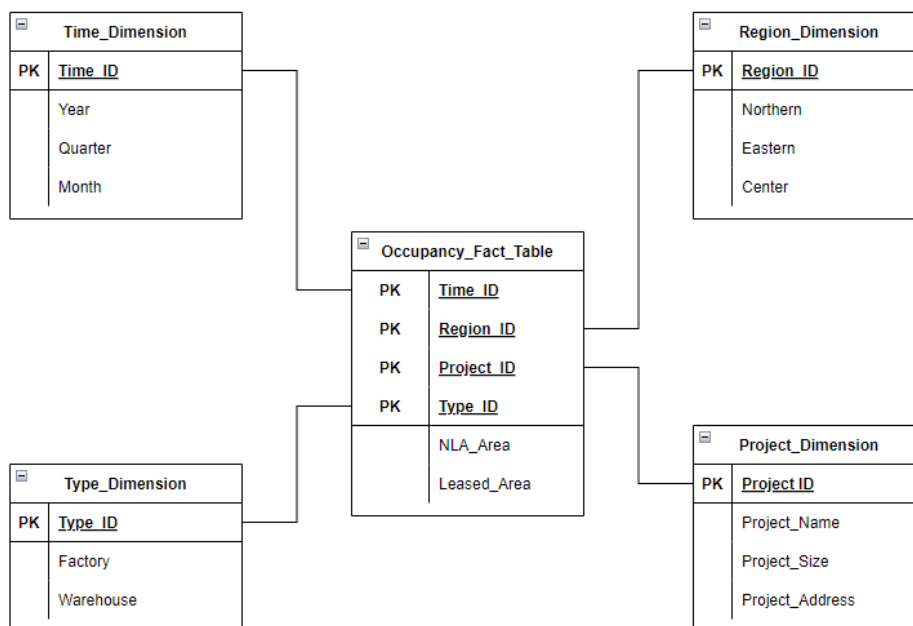 Time_Dimension
PK Time_ID
Year
Quarter
Month
Region_Dimension
PK Region_ID
Northern
Eastern
Center
Occupancy_Fact_Table
PK Time_ID
PK Region_ID
PK Project_ID
PK Type_ID
NLA_Area
Leased_Area
Type_Dimension
PK Type_ID
Factory
Warehouse
Project_Dimension
PK Project ID
Project_Name
Project_Size
Project_Address